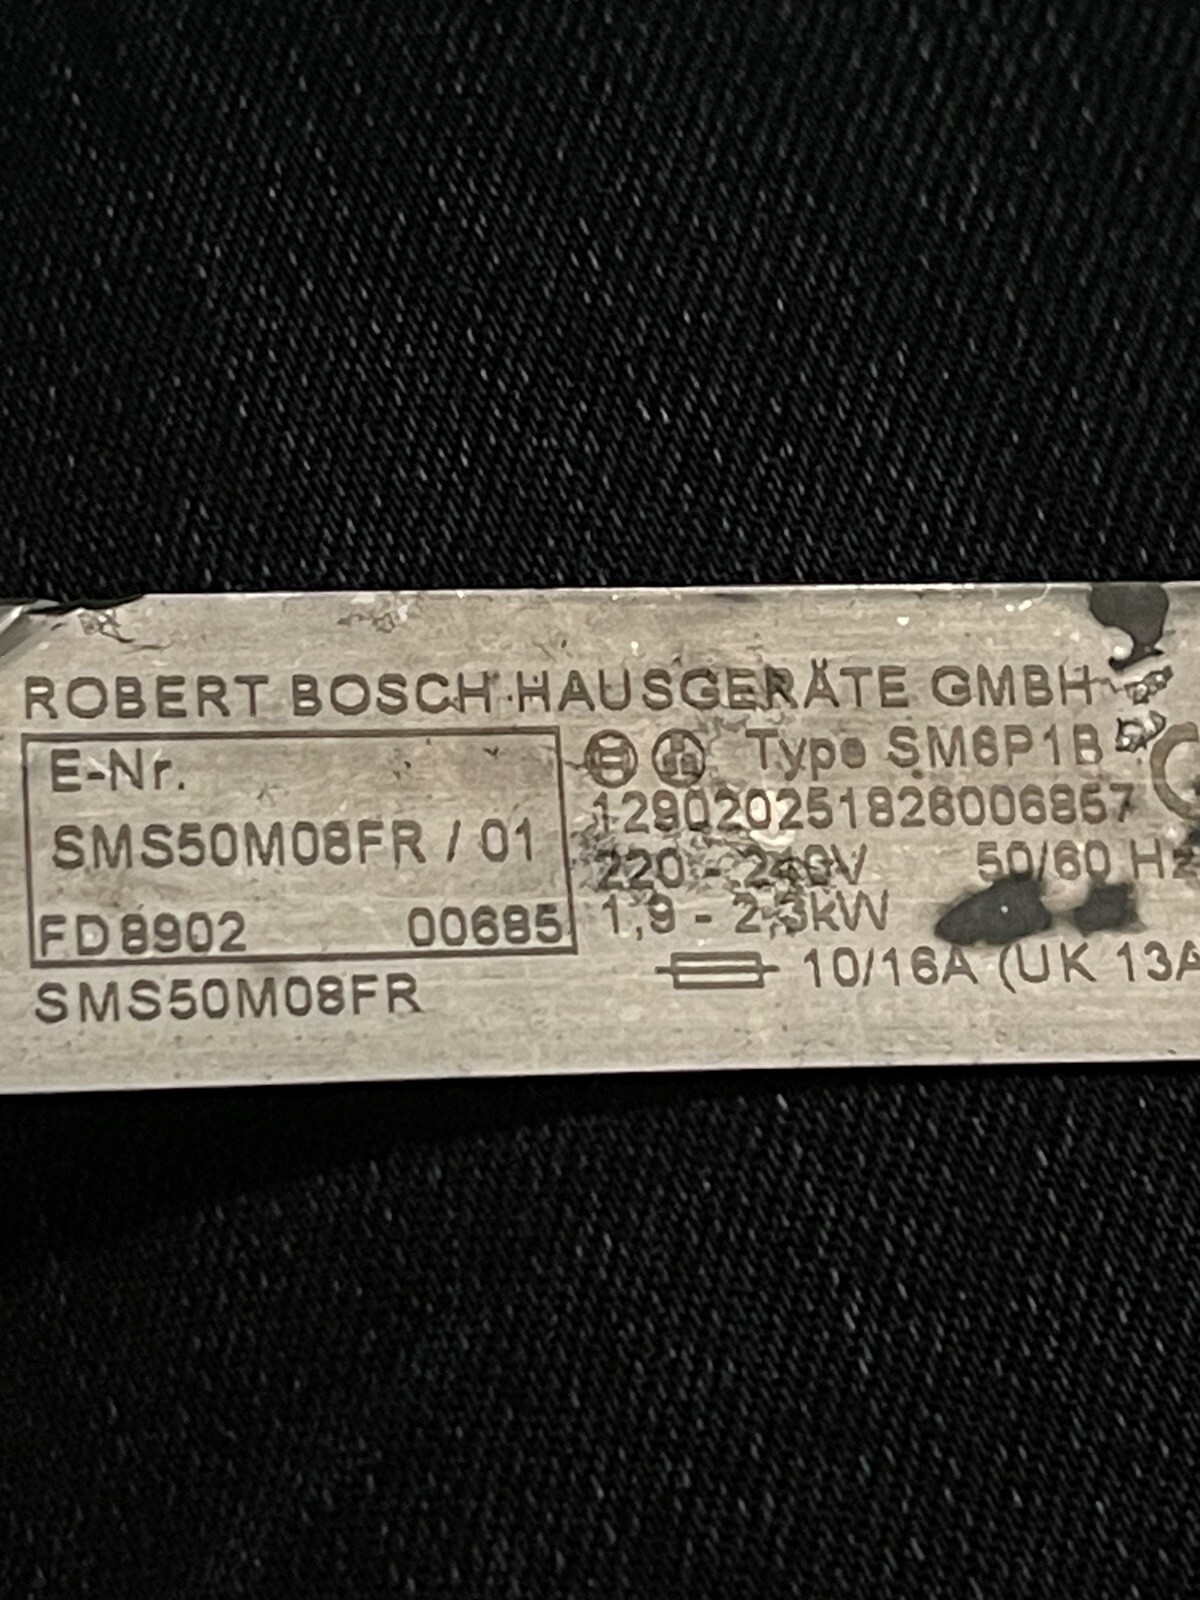 ROBERT BOSCH HAUSGERÄTE GMBH
E-Nr.
SMS50M08FR / 01
FD 8902 00685
SMS50M08FR
Type SM6P1B
128020251826006857
220 - 240V 50/60 Hz
1,9 - 2,3kW
10/16A (UK 13A